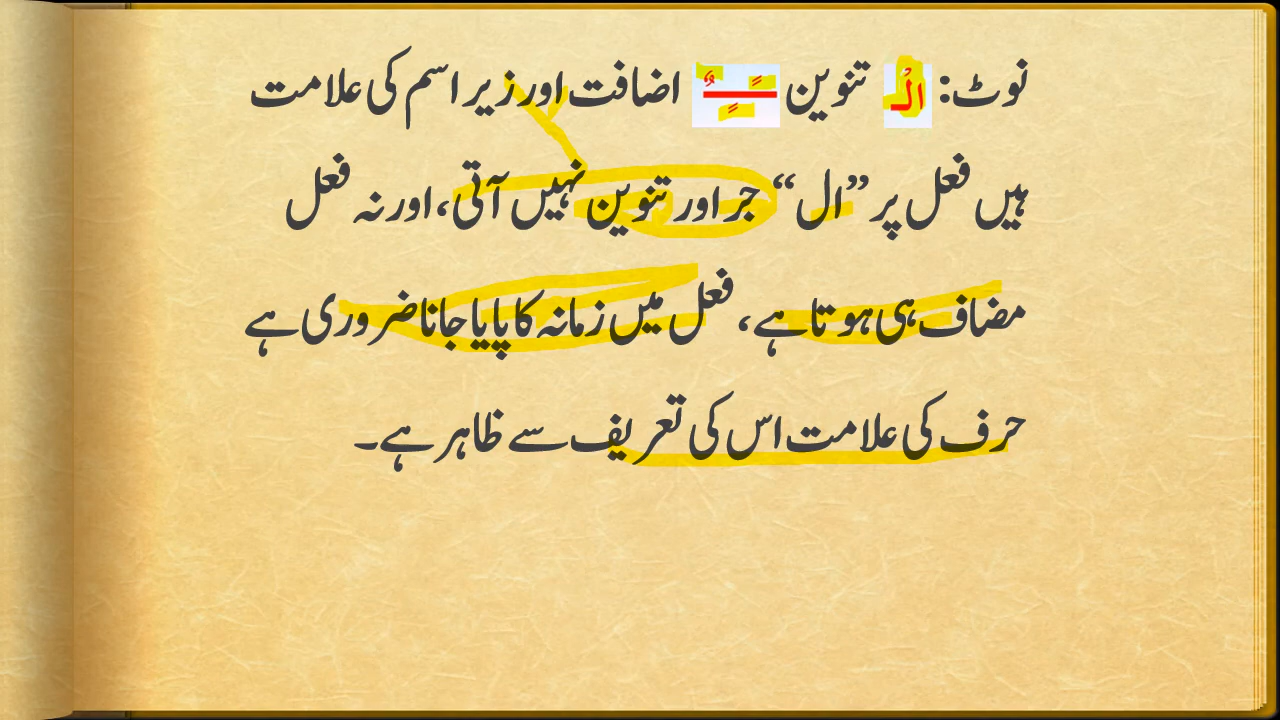 نوٹ: الْـ تنوین ـًـٍـٌ اضافت اور زیر اسم کی علامت
ہیں فعل پر ”ال“ جر اور تنوین نہیں آتی، اور نہ فعل
مضاف ہی ہوتا ہے، فعل میں زمانہ کا پایا جانا ضروری ہے
حرف کی علامت اس کی تعریف سے ظاہر ہے۔